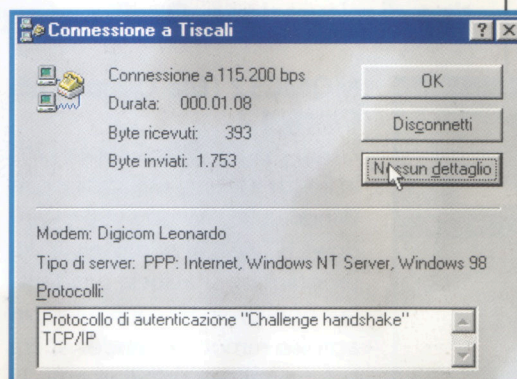 Connessione a Tiscali
Connessione a 115.200 bps
Durata: 000.01.08
Byte ricevuti: 393
Byte inviati: 1.753
OK
Disconnetti
Nessun dettaglio
Modem: Digicom Leonardo
Tipo di server: PPP: Internet, Windows NT Server, Windows 98
Protocolli:
Protocollo di autenticazione "Challenge handshake"
TCP/IP